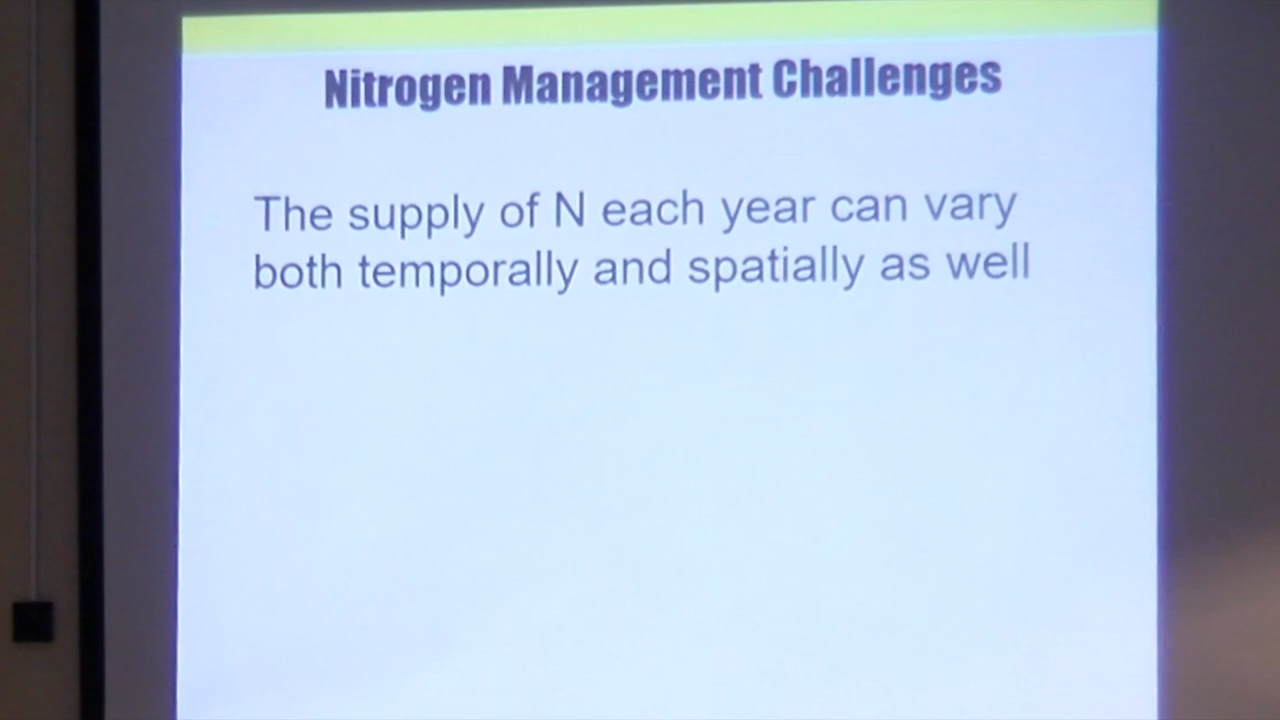 Nitrogen Management Challenges
The supply of N each year can vary
both temporally and spatially as well